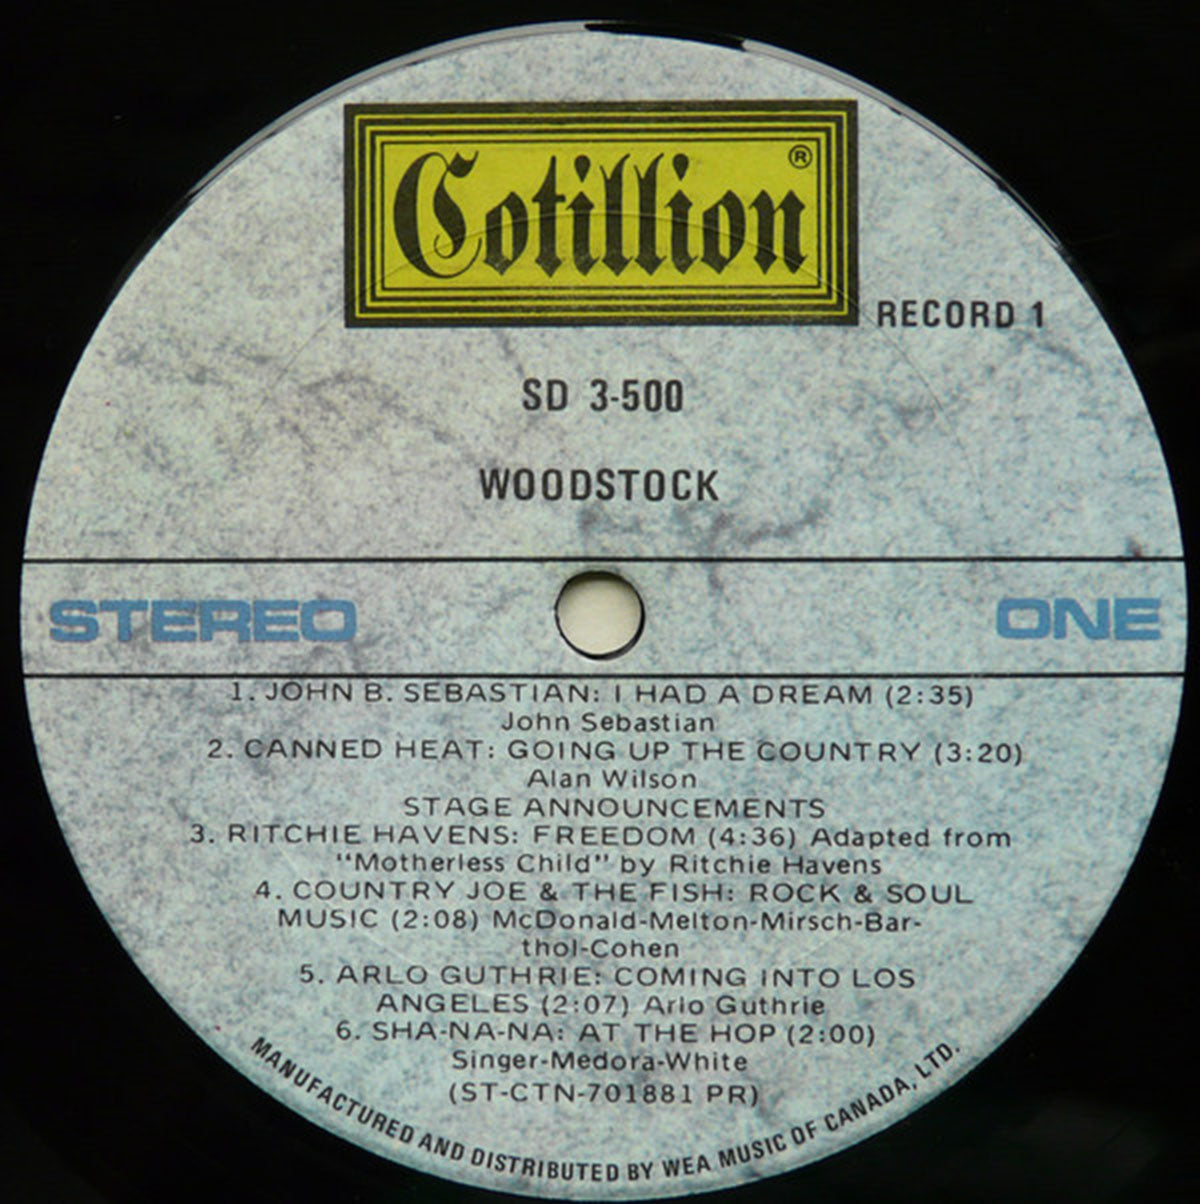 Cotillion®
RECORD 1
SD 3-500
WOODSTOCK
STEREO
ONE
1. JOHN B. SEBASTIAN: I HAD A DREAM (2:35)
John Sebastian
2. CANNED HEAT: GOING UP THE COUNTRY (3:20)
Alan Wilson
STAGE ANNOUNCEMENTS
3. RITCHIE HAVENS: FREEDOM (4:36) Adapted from
"Motherless Child" by Ritchie Havens
4. COUNTRY JOE & THE FISH: ROCK & SOUL
MUSIC (2:08) McDonald-Melton-Mirsch-Bar-
thol-Cohen
5. ARLO GUTHRIE: COMING INTO LOS
ANGELES (2:07) Arlo Guthrie
6. SHA-NA-NA: AT THE HOP (2:00)
Singer-Medora-White
(ST-CTN-701881 PR)
MANUFACTURED AND DISTRIBUTED BY WEA MUSIC OF CANADA, LTD.